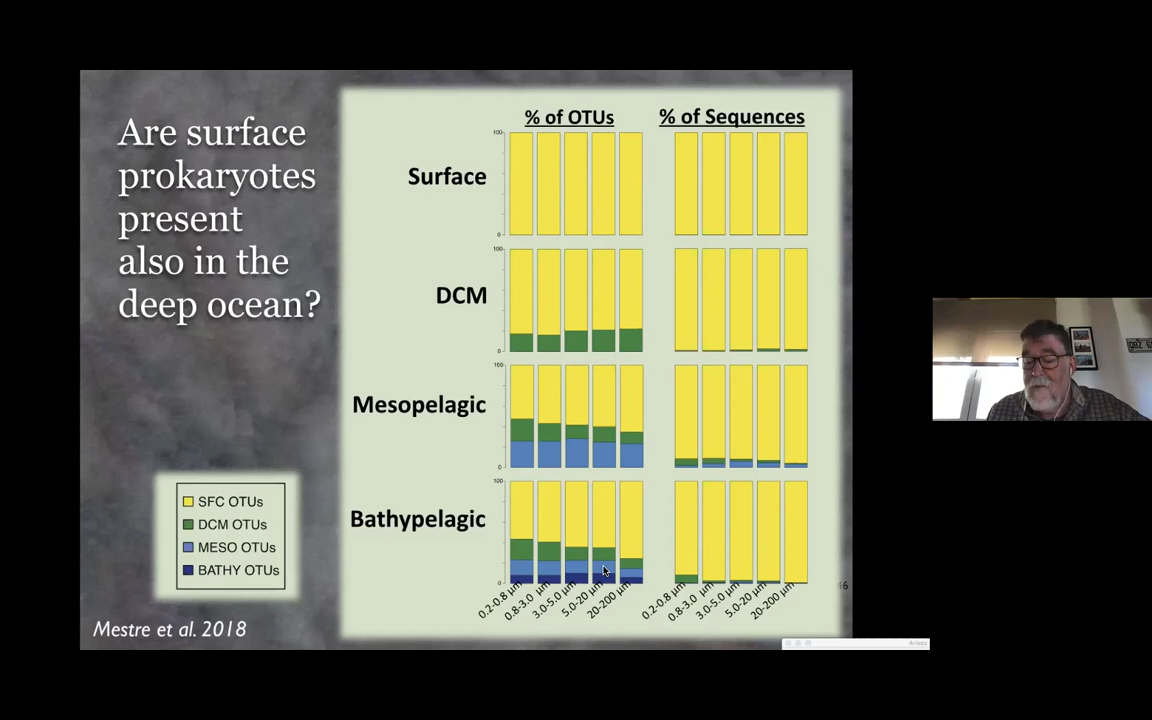 Are surface
prokaryotes
present
also in the
deep ocean?
% of OTUs
% of Sequences
Surface
100
0
DCM
100
0
Mesopelagic
100
0
Bathypelagic
100
0
0.2-0.8 µm
0.8-3.0 µm
3.0-5.0 µm
5.0-20 µm
20-200 µm
0.2-0.8 µm
0.8-3.0 µm
3.0-5.0 µm
5.0-20 µm
20-200 µm
SFC OTUs
DCM OTUs
MESO OTUs
BATHY OTUs
Mestre et al. 2018
46